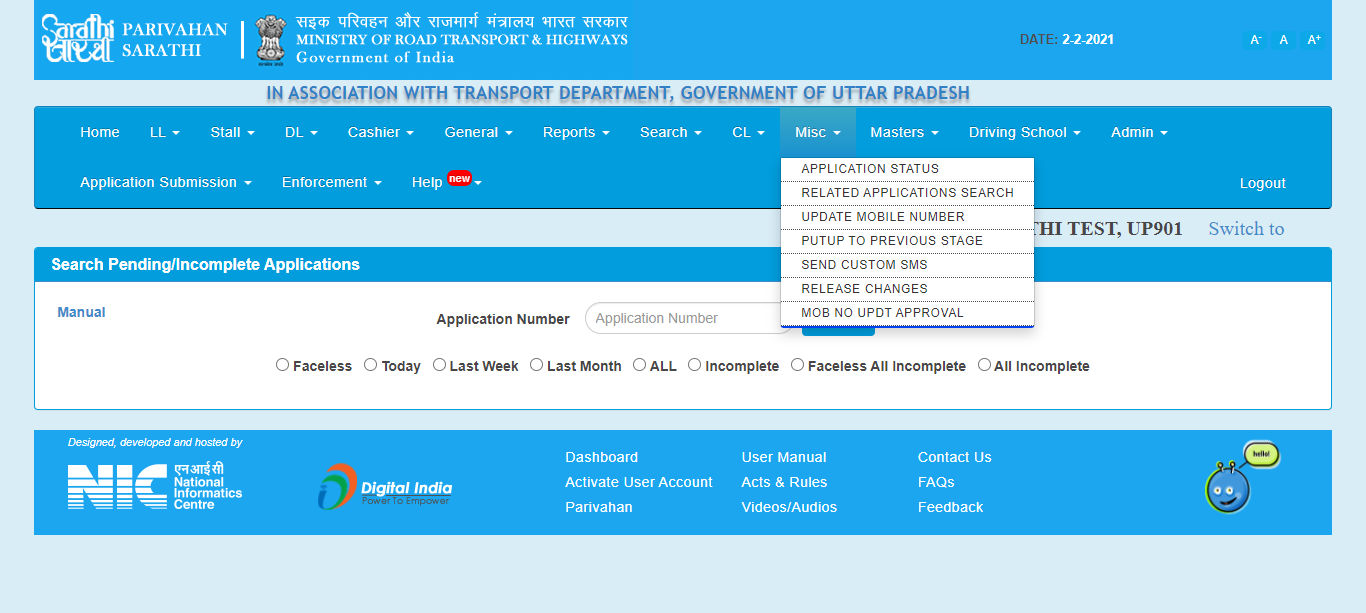 Sarathi
सारथी
PARIVAHAN
SARATHI
सड़क परिवहन और राजमार्ग मंत्रालय भारत सरकार
MINISTRY OF ROAD TRANSPORT & HIGHWAYS
Government of India
DATE: 2-2-2021
A- A A+
IN ASSOCIATION WITH TRANSPORT DEPARTMENT, GOVERNMENT OF UTTAR PRADESH
Home LL Stall DL Cashier General Reports Search CL Misc Masters Driving School Admin
Application Submission Enforcement Help new Logout
APPLICATION STATUS
RELATED APPLICATIONS SEARCH
UPDATE MOBILE NUMBER
PUTUP TO PREVIOUS STAGE
SEND CUSTOM SMS
RELEASE CHANGES
MOB NO UPDT APPROVAL
TEST, UP901 Switch to
Search Pending/Incomplete Applications
Manual
Application Number Application Number
Faceless Today Last Week Last Month ALL Incomplete Faceless All Incomplete All Incomplete
Designed, developed and hosted by
NIC
एन आई सी
National
Informatics
Centre
Digital India
Power To Empower
Dashboard User Manual Contact Us
Activate User Account Acts & Rules FAQs
Parivahan Videos/Audios Feedback
hello!